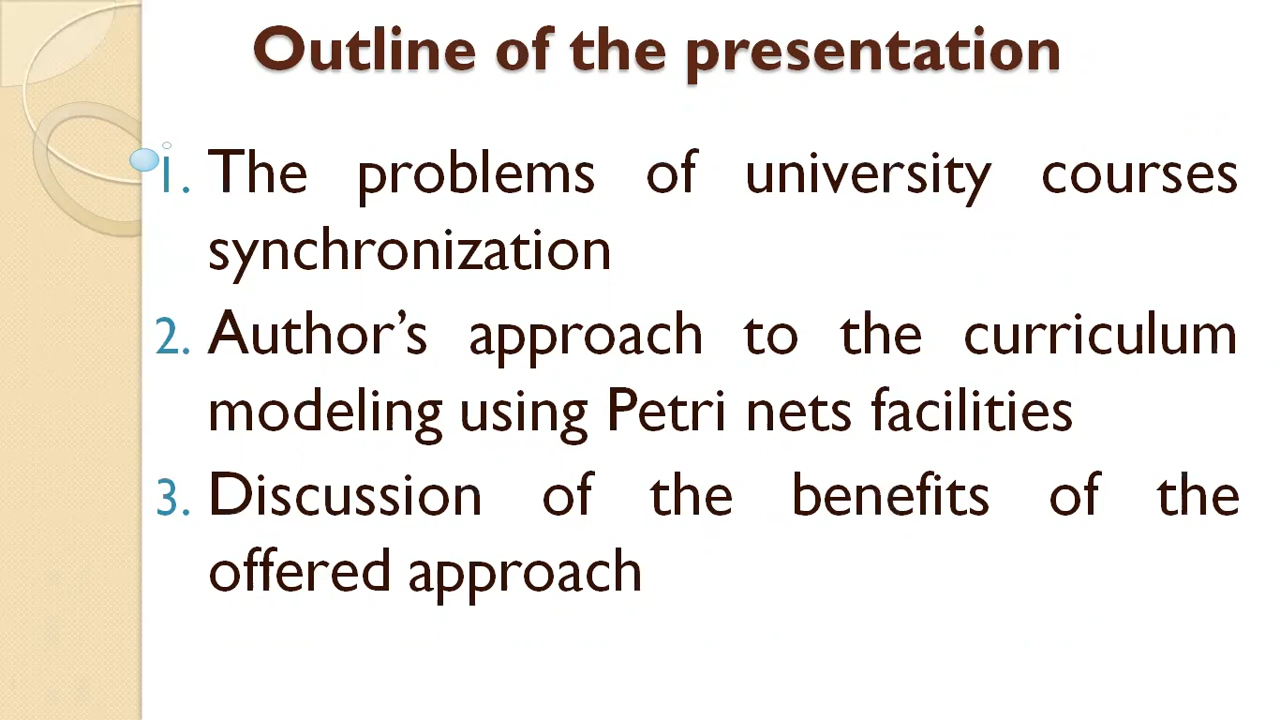 Outline of the presentation
1. The problems of university courses
synchronization
2. Author’s approach to the curriculum
modeling using Petri nets facilities
3. Discussion of the benefits of the
offered approach